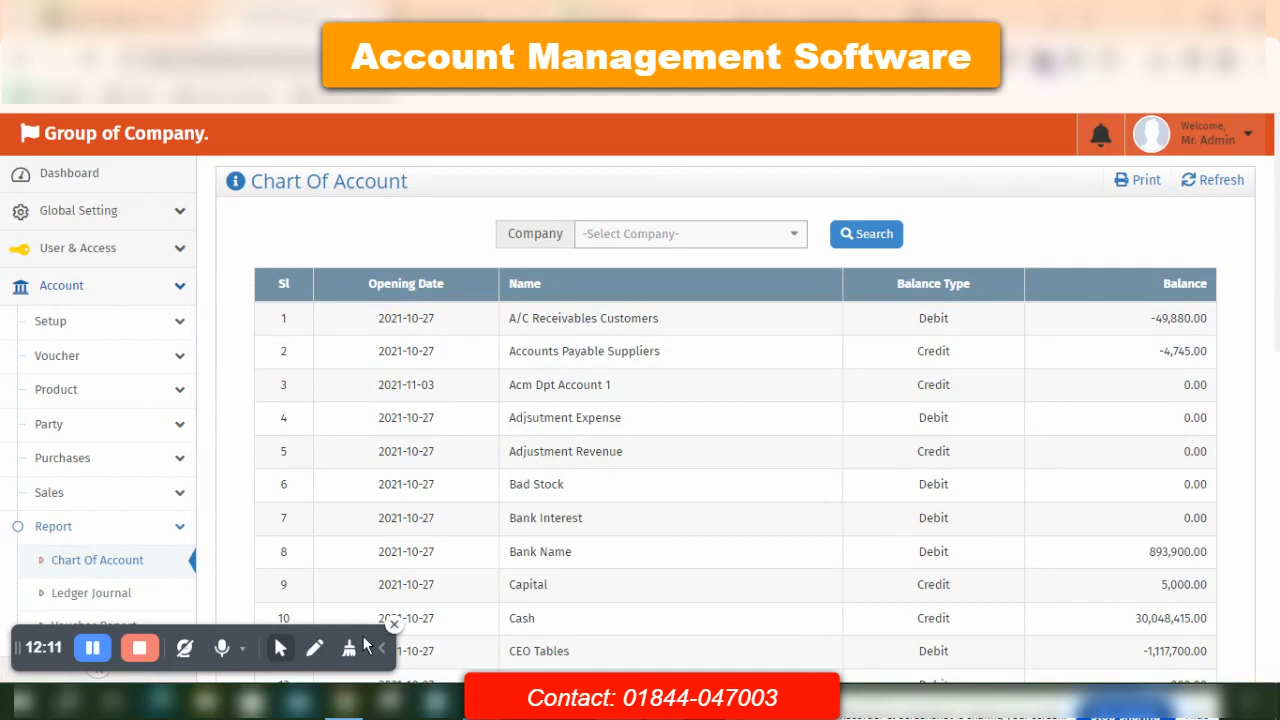 Account Management Software
Group of Company.
Welcome,
Mr. Admin
Dashboard
Global Setting
User & Access
Account
Setup
Voucher
Product
Party
Purchases
Sales
Report
Chart Of Account
Ledger Journal
Chart Of Account
Print
Refresh
Company
-Select Company-
Search
Sl Opening Date Name Balance Type Balance
1 2021-10-27 A/C Receivables Customers Debit -49,880.00
2 2021-10-27 Accounts Payable Suppliers Credit -4,745.00
3 2021-11-03 Acm Dpt Account 1 Credit 0.00
4 2021-10-27 Adjsutment Expense Debit 0.00
5 2021-10-27 Adjustment Revenue Credit 0.00
6 2021-10-27 Bad Stock Debit 0.00
7 2021-10-27 Bank Interest Debit 0.00
8 2021-10-27 Bank Name Debit 893,900.00
9 2021-10-27 Capital Credit 5,000.00
10 2021-10-27 Cash Credit 30,048,415.00
-10-27 CEO Tables Debit -1,117,700.00
12:11
Contact: 01844-047003